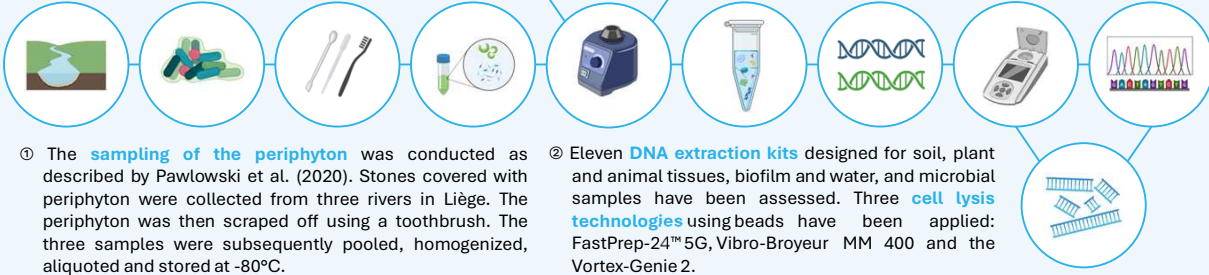 ① The sampling of the periphyton was conducted as
described by Pawlowski et al. (2020). Stones covered with
periphyton were collected from three rivers in Liège. The
periphyton was then scraped off using a toothbrush. The
three samples were subsequently pooled, homogenized,
aliquoted and stored at -80°C.
② Eleven DNA extraction kits designed for soil, plant
and animal tissues, biofilm and water, and microbial
samples have been assessed. Three cell lysis
technologies using beads have been applied:
FastPrep-24™ 5G, Vibro-Broyeur MM 400 and the
Vortex-Genie 2.